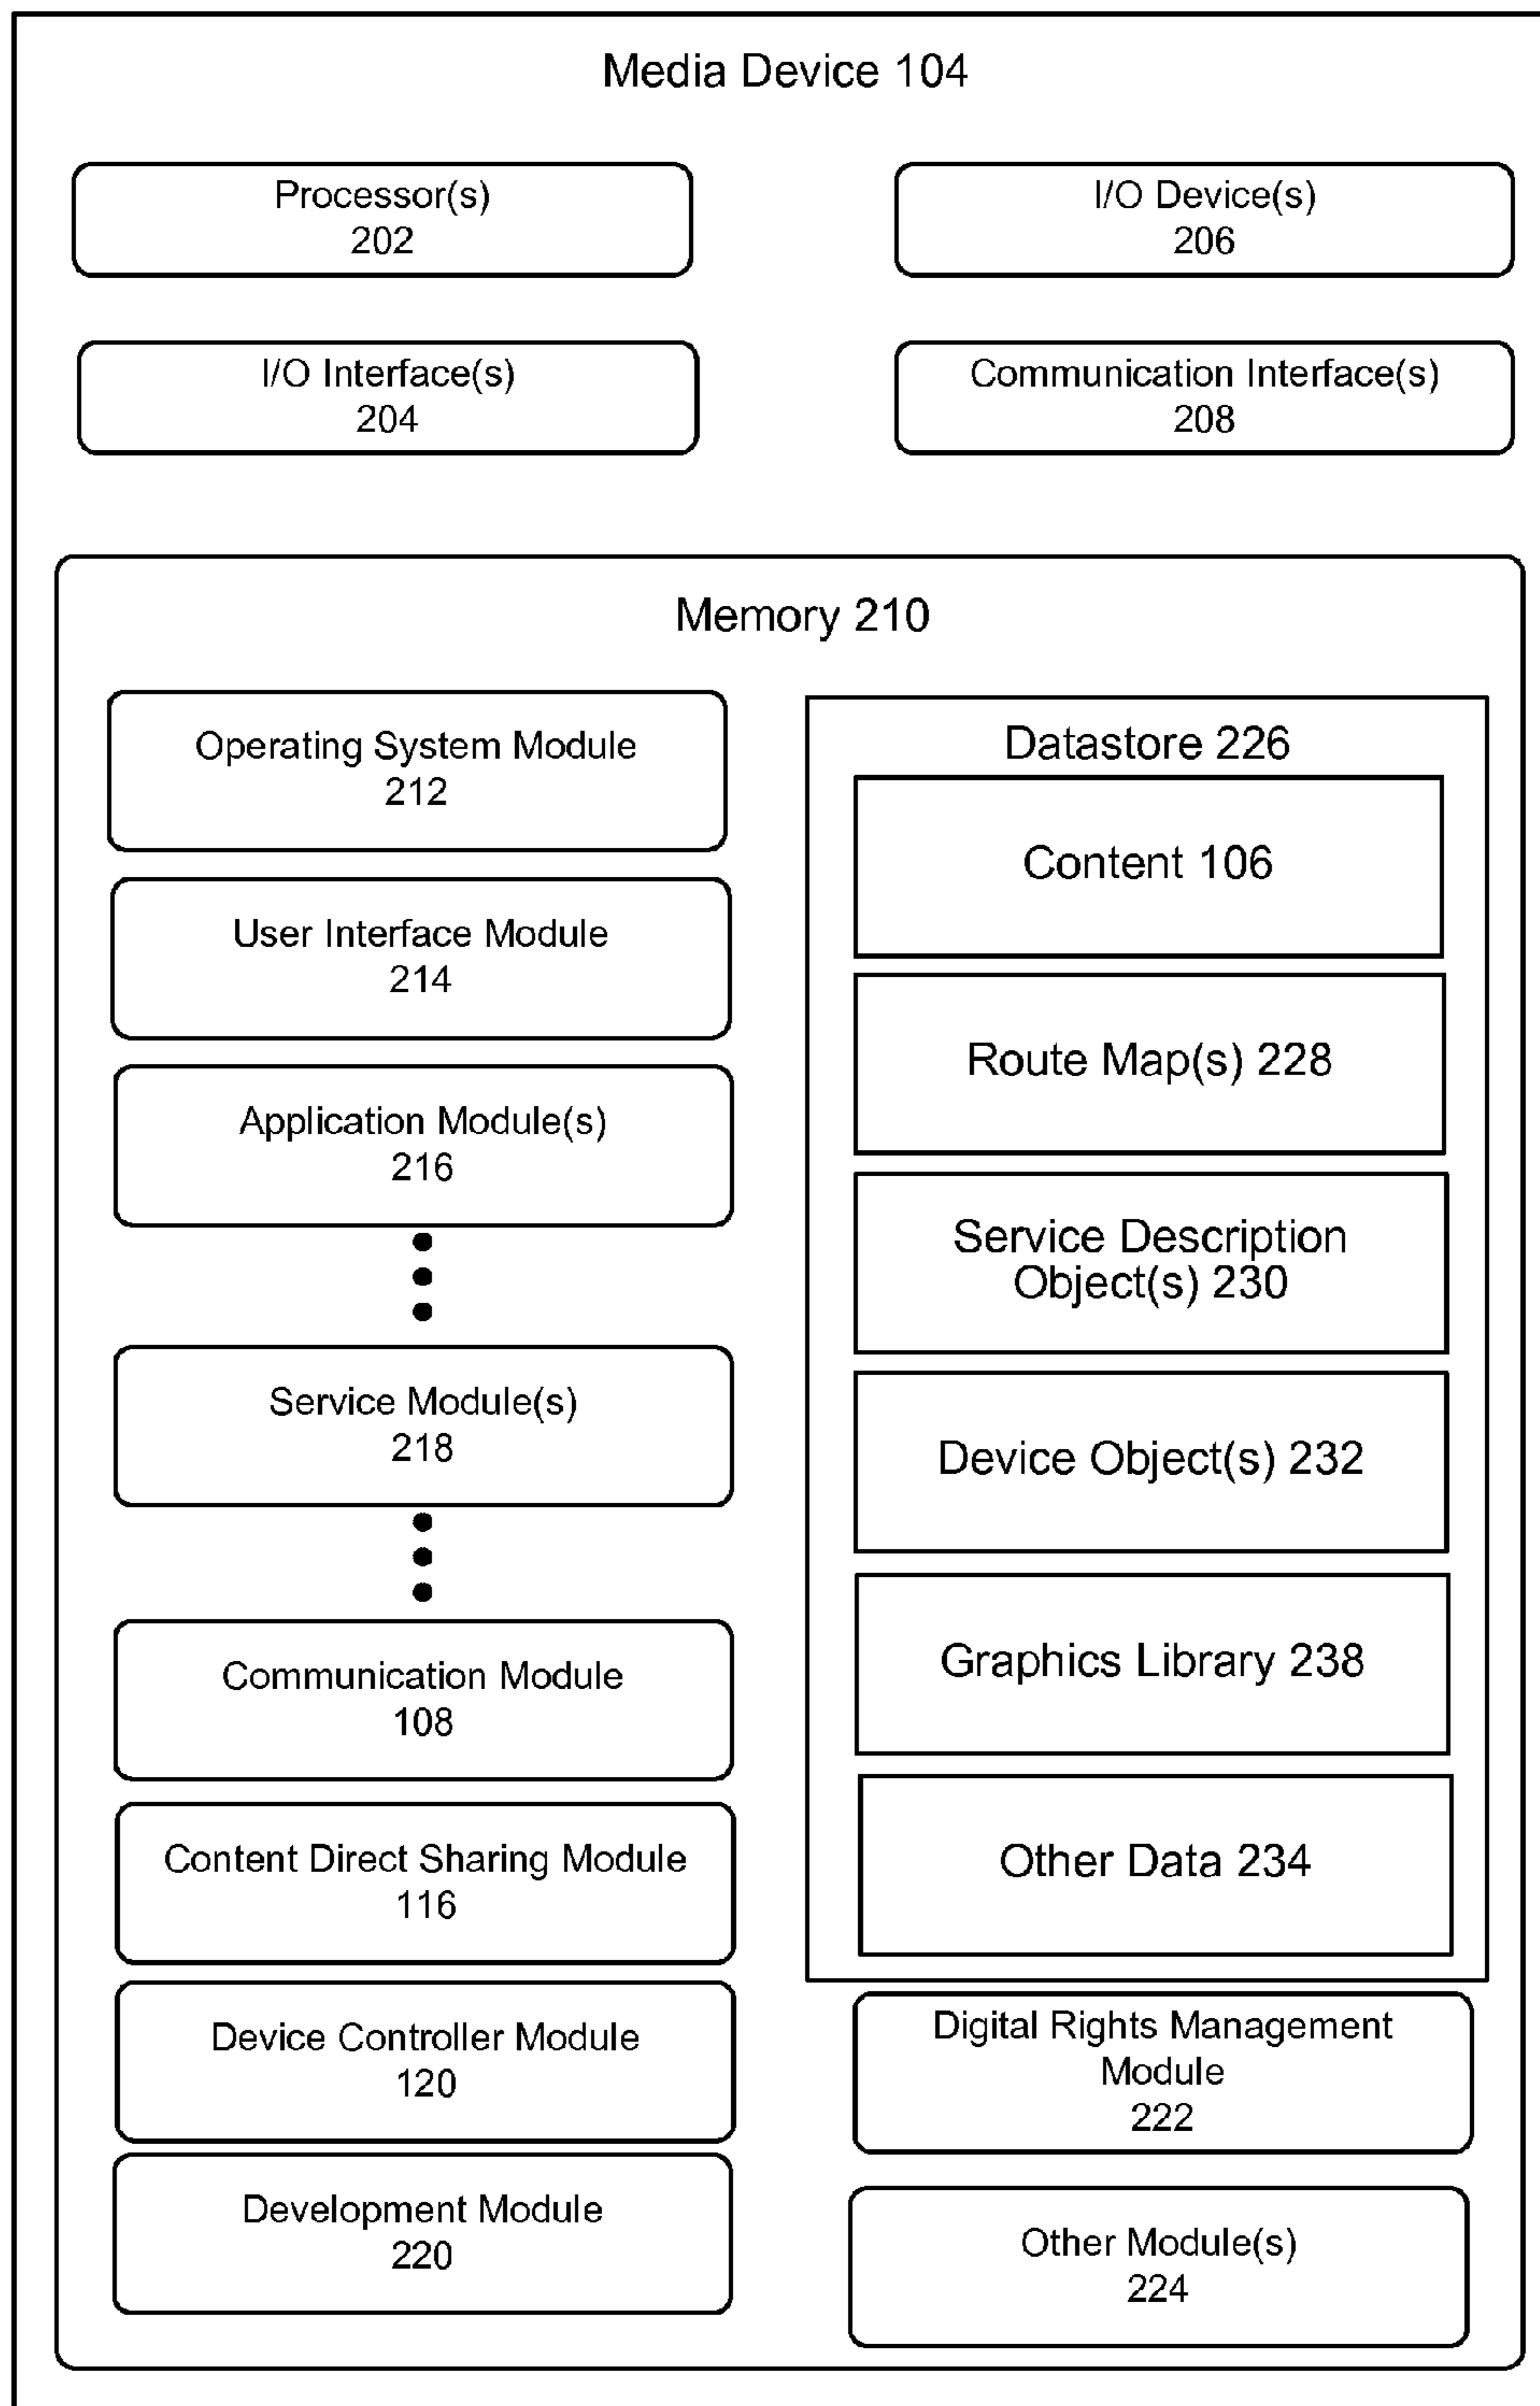 Media Device 104
Processor(s)
202
I/O Device(s)
206
I/O Interface(s)
204
Communication Interface(s)
208
Memory 210
Operating System Module
212
User Interface Module
214
Application Module(s)
216
Service Module(s)
218
Communication Module
108
Content Direct Sharing Module
116
Device Controller Module
120
Development Module
220
Datastore 226
Content 106
Route Map(s) 228
Service Description
Object(s) 230
Device Object(s) 232
Graphics Library 238
Other Data 234
Digital Rights Management
Module
222
Other Module(s)
224